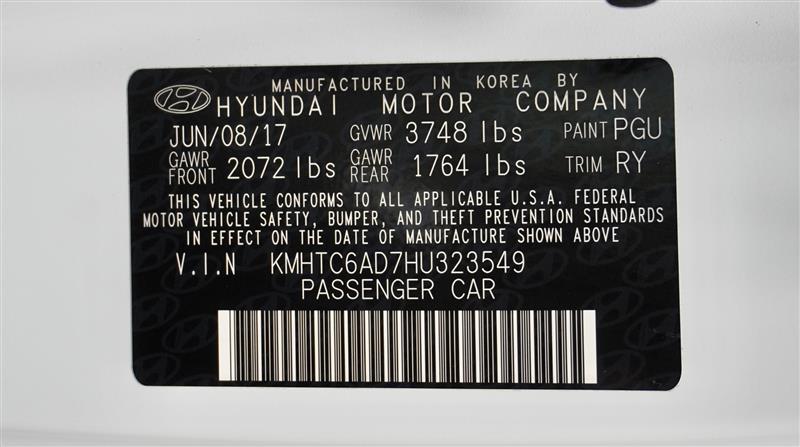 MANUFACTURED IN KOREA BY
HYUNDAI MOTOR COMPANY
JUN/08/17 GVWR 3748 lbs PAINT PGU
GAWR FRONT 2072 lbs GAWR REAR 1764 lbs TRIM RY
THIS VEHICLE CONFORMS TO ALL APPLICABLE U.S.A. FEDERAL
MOTOR VEHICLE SAFETY, BUMPER, AND THEFT PREVENTION STANDARDS
IN EFFECT ON THE DATE OF MANUFACTURE SHOWN ABOVE
V.I.N KMHTC6AD7HU323549
PASSENGER CAR